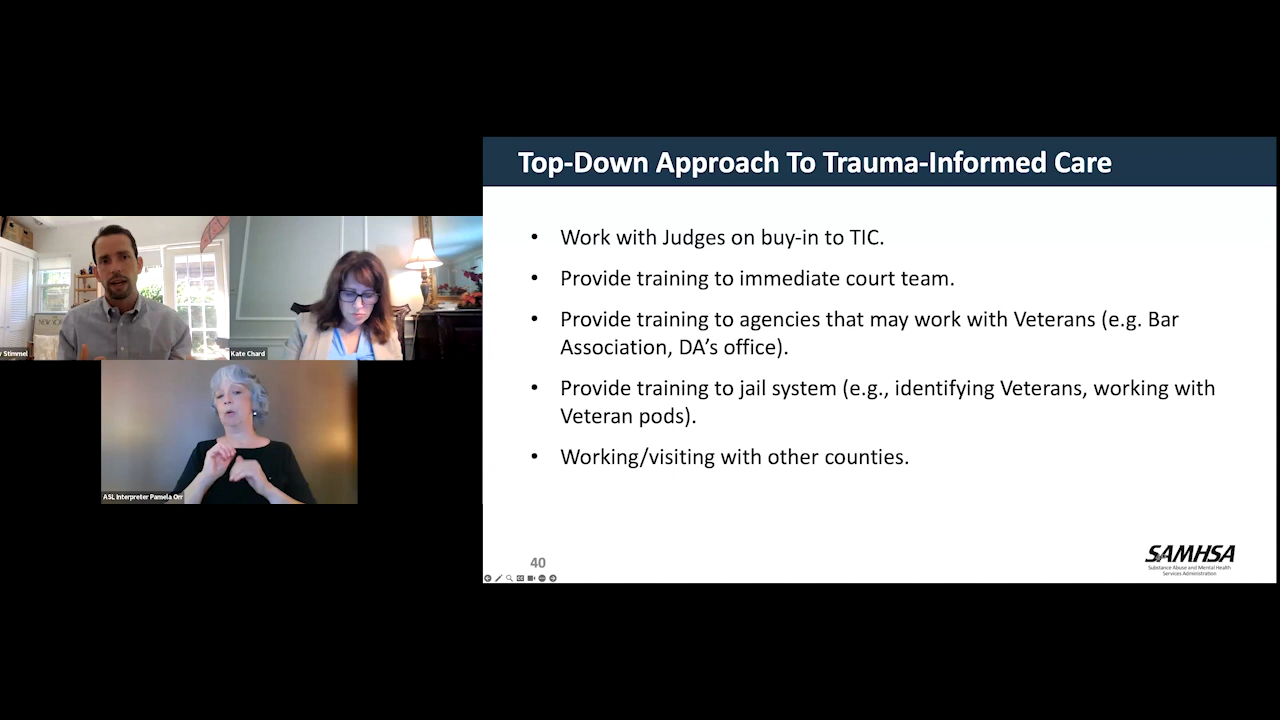 Top-Down Approach To Trauma-Informed Care
• Work with Judges on buy-in to TIC.
• Provide training to immediate court team.
• Provide training to agencies that may work with Veterans (e.g. Bar
Association, DA's office).
• Provide training to jail system (e.g., identifying Veterans, working with
Veteran pods).
• Working/visiting with other counties.
40
SAMHSA
Substance Abuse and Mental Health
Services Administration
Stimmel
Kate Chard
ASL Interpreter Pamela Orr